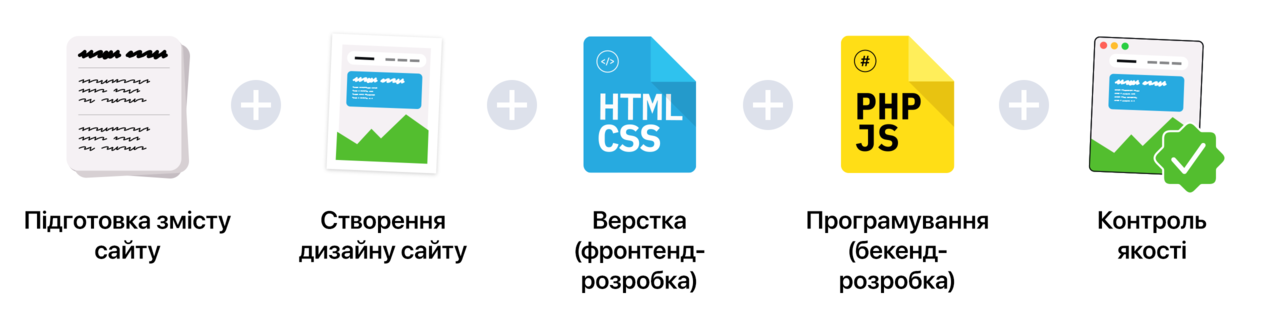 </>
HTML
CSS
#
PHP
JS
Підготовка змісту
сайту
Створення
дизайну сайту
Верстка
(фронтенд-
розробка)
Програмування
(бекенд-
розробка)
Контроль
якості